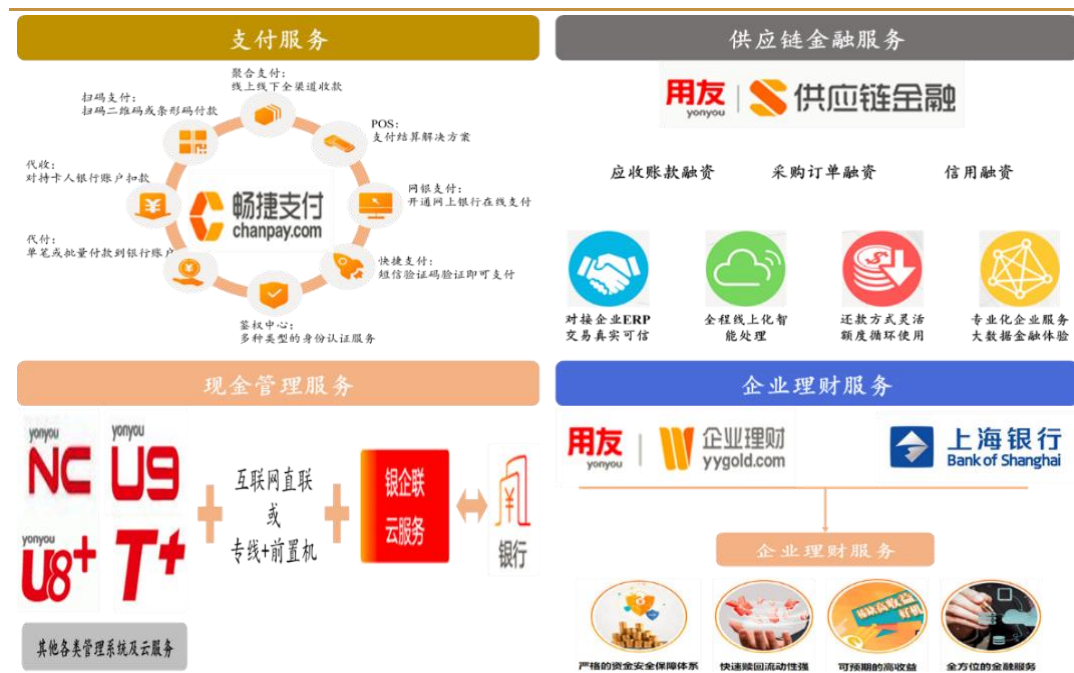 支付服务
聚合支付：
线上线下全渠道收款
扫码支付：
扫码二维码或条形码付款
POS：
支付结算解决方案
代收：
对持卡人银行账户扣款
网银支付：
开通网上银行在线支付
畅捷支付
chanpay.com
代付：
单笔或批量付款到银行账户
快捷支付：
短信验证码验证即可支付
鉴权中心：
多种类型的身份认证服务
供应链金融服务
用友
yonyou
供应链金融
应收账款融资
采购订单融资
信用融资
对接企业ERP
交易真实可信
全程线上化智
能处理
还款方式灵活
额度循环使用
专业化企业服务
大数据金融体验
现金管理服务
yonyou
NC
yonyou
U9
yonyou
U8+
T+
互联网直联
或
专线+前置机
银企联
云服务
银行
其他各类管理系统及云服务
企业理财服务
用友
yonyou
企业理财
yygold.com
上海银行
Bank of Shanghai
企业理财服务
严格的资金安全保障体系
快速赎回流动性强
可预期的高收益
全方位的金融服务